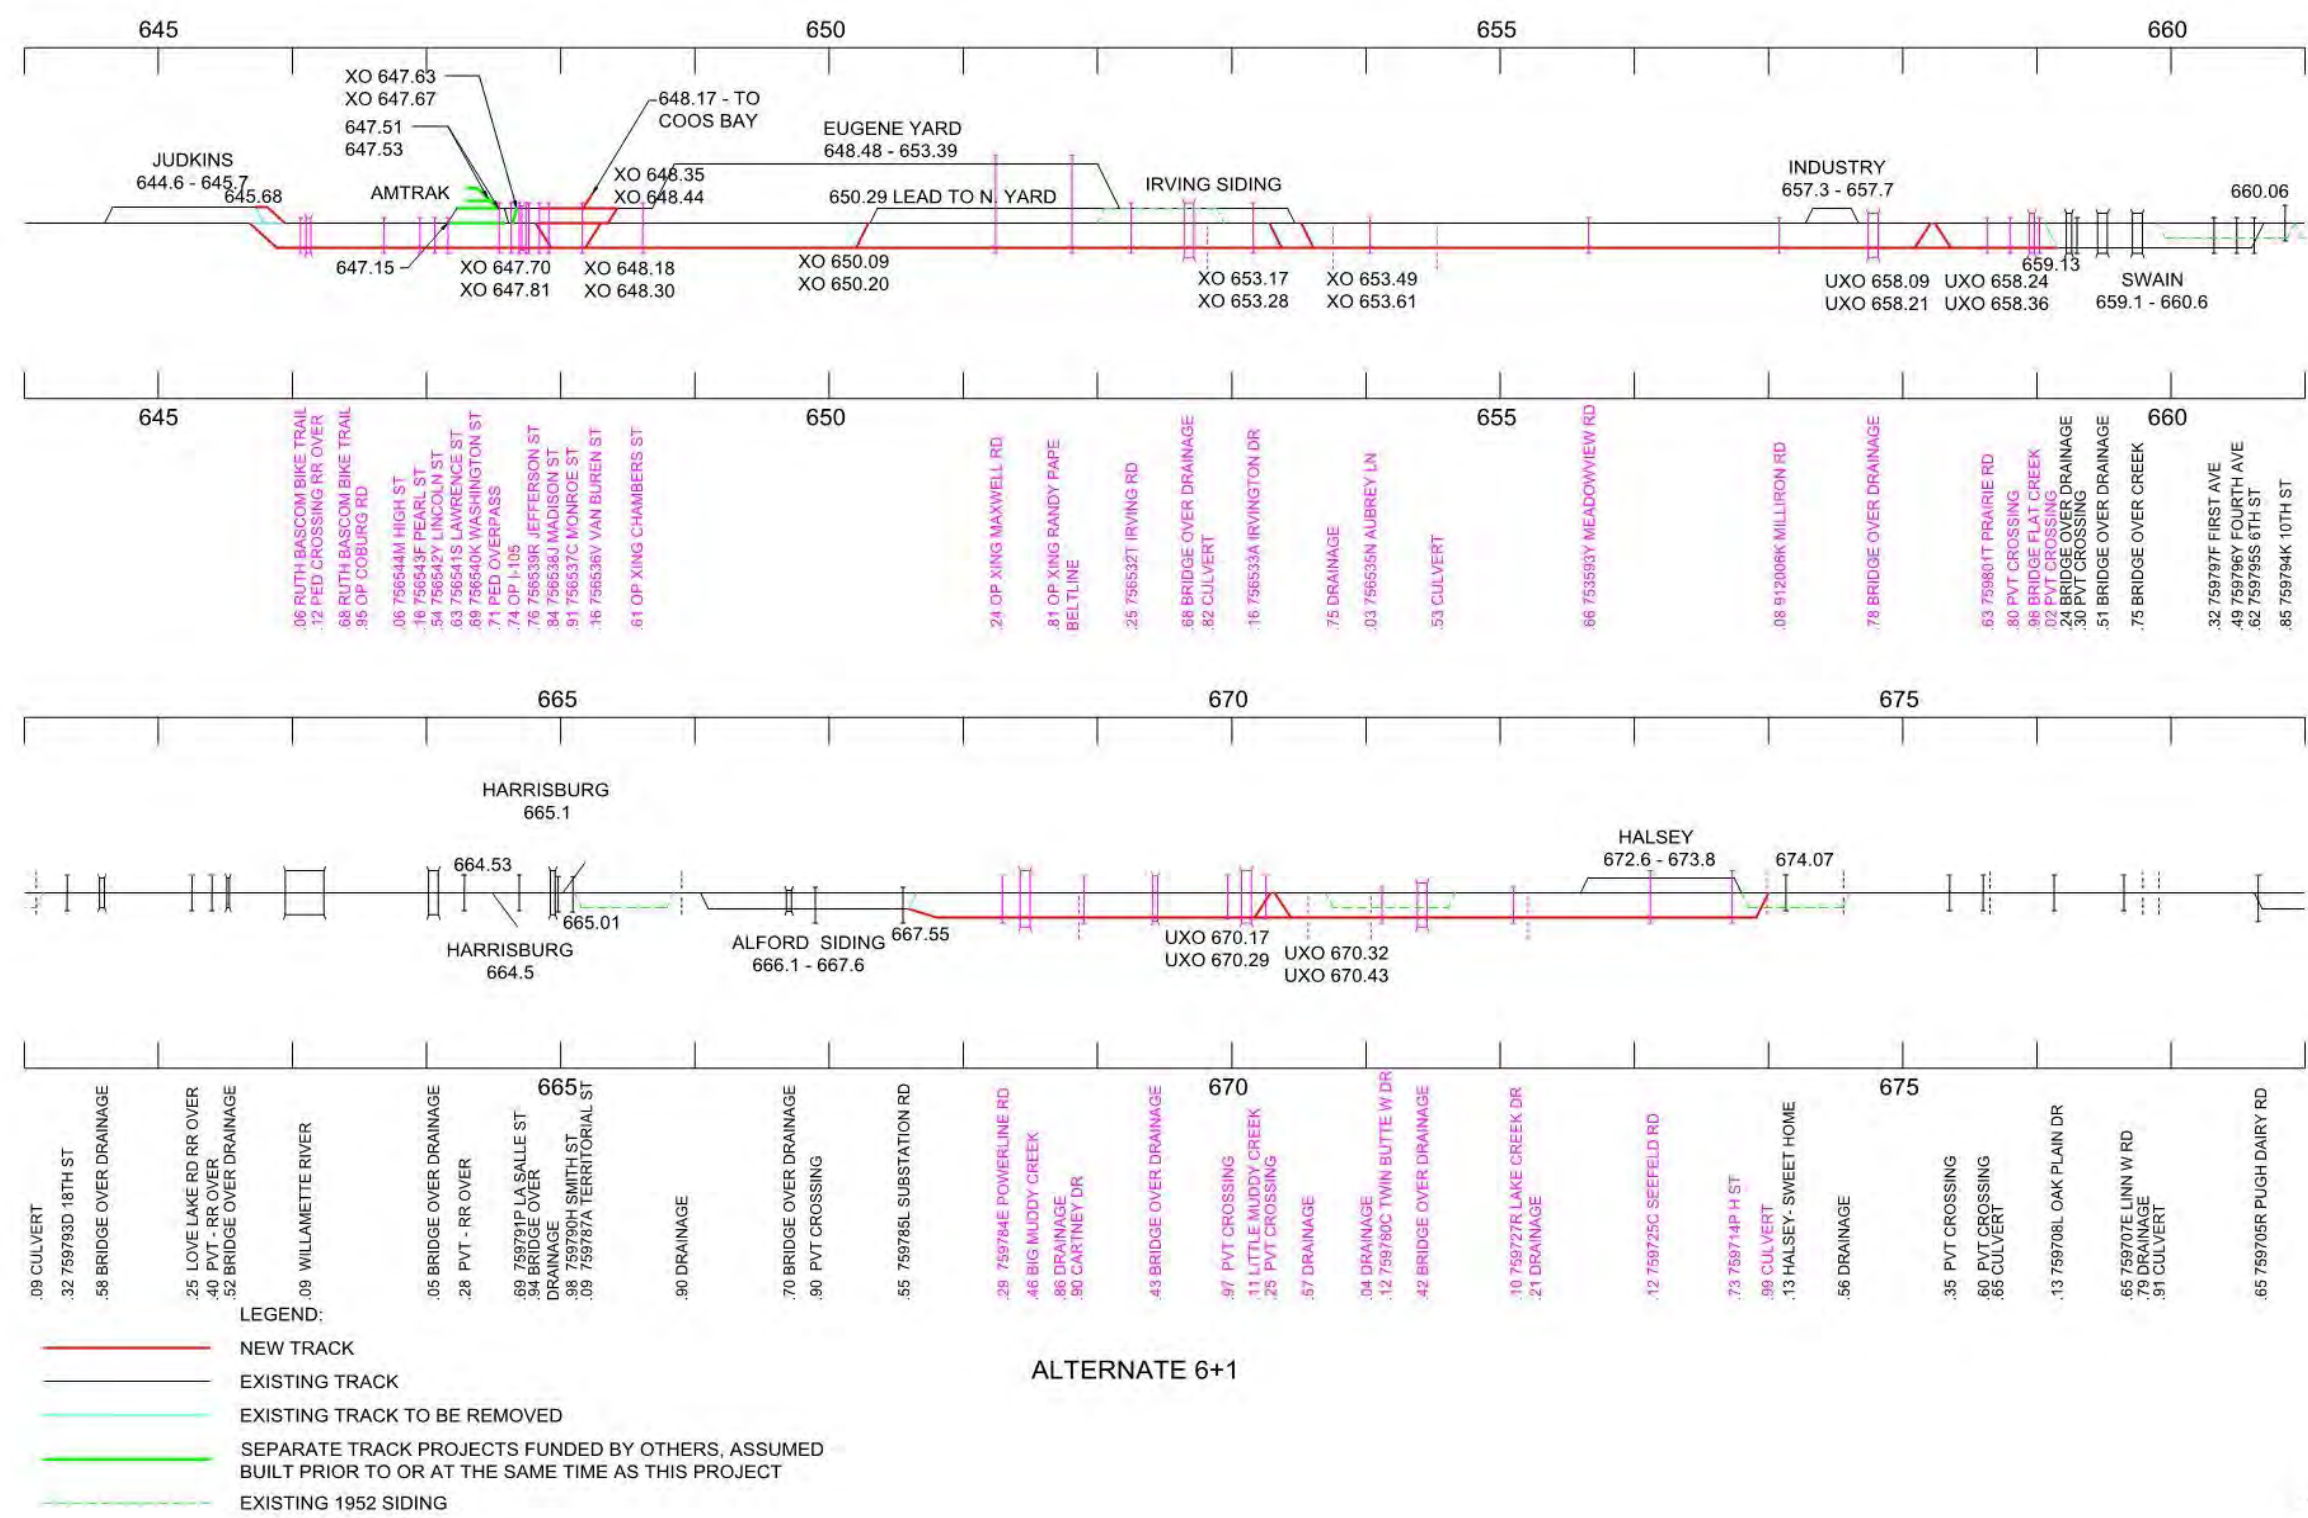 645
650
655
660
XO 647.63
XO 647.67
647.51
647.53
648.17 - TO
COOS BAY
JUDKINS
644.6 - 645.7
645.68
AMTRAK
XO 648.35
XO 648.44
EUGENE YARD
648.48 - 653.39
650.29 LEAD TO N. YARD
IRVING SIDING
INDUSTRY
657.3 - 657.7
660.06
647.15
XO 647.70
XO 647.81
XO 648.18
XO 648.30
XO 650.09
XO 650.20
XO 653.17
XO 653.28
XO 653.49
XO 653.61
UXO 658.09
UXO 658.21
UXO 658.24
UXO 658.36
659.13
SWAIN
659.1 - 660.6
645
650
655
660
.06 RUTH BASCOM BIKE TRAIL
.12 PED CROSSING RR OVER
.68 RUTH BASCOM BIKE TRAIL
.95 OP COBURG RD
.06 756544M HIGH ST
.16 756543F PEARL ST
.54 756542Y LINCOLN ST
.63 756541S LAWRENCE ST
.69 756540K WASHINGTON ST
.71 PED OVERPASS
.74 OP I-105
.76 756539R JEFFERSON ST
.84 756538J MADISON ST
.91 756537C MONROE ST
.16 756536V VAN BUREN ST
.61 OP XING CHAMBERS ST
.24 OP XING MAXWELL RD
.81 OP XING RANDY PAPE
BELTLINE
.25 756532T IRVING RD
.68 BRIDGE OVER DRAINAGE
.82 CULVERT
.16 756533A IRVINGTON DR
.75 DRAINAGE
.03 756535N AUBREY LN
.53 CULVERT
.66 753593Y MEADOWVIEW RD
.08 912006K MILLIRON RD
.78 BRIDGE OVER DRAINAGE
.63 759801T PRAIRIE RD
.80 PVT CROSSING
.98 BRIDGE FLAT CREEK
.02 PVT CROSSING
.24 BRIDGE OVER DRAINAGE
.30 PVT CROSSING
.51 BRIDGE OVER DRAINAGE
.75 BRIDGE OVER CREEK
.32 759797F FIRST AVE
.49 759796Y FOURTH AVE
.62 759795S 6TH ST
.85 759794K 10TH ST
665
670
675
HARRISBURG
665.1
664.53
HARRISBURG
664.5
665.01
ALFORD SIDING
666.1 - 667.6
667.55
UXO 670.17
UXO 670.29
UXO 670.32
UXO 670.43
HALSEY
672.6 - 673.8
674.07
665
670
675
.09 CULVERT
.32 759793D 18TH ST
.58 BRIDGE OVER DRAINAGE
.25 LOVE LAKE RD RR OVER
.40 PVT - RR OVER
.52 BRIDGE OVER DRAINAGE
.09 WILLAMETTE RIVER
.05 BRIDGE OVER DRAINAGE
.28 PVT - RR OVER
.69 759791P LA SALLE ST
.94 BRIDGE OVER
DRAINAGE
.98 759790H SMITH ST
.09 759787A TERRITORIAL ST
.90 DRAINAGE
.70 BRIDGE OVER DRAINAGE
.90 PVT CROSSING
.55 759785L SUBSTATION RD
.29 759784E POWERLINE RD
.46 BIG MUDDY CREEK
.86 DRAINAGE
.90 CARTNEY DR
.43 BRIDGE OVER DRAINAGE
.97 PVT CROSSING
.11 LITTLE MUDDY CREEK
.25 PVT CROSSING
.57 DRAINAGE
.04 DRAINAGE
.12 759780C TWIN BUTTE W DR
.42 BRIDGE OVER DRAINAGE
.10 759727R LAKE CREEK DR
.21 DRAINAGE
.12 759725C SEEFELD RD
.73 759714P H ST
.99 CULVERT
.13 HALSEY- SWEET HOME
.56 DRAINAGE
.35 PVT CROSSING
.60 PVT CROSSING
.65 CULVERT
.13 759708L OAK PLAIN DR
.65 759707E LINN W RD
.79 DRAINAGE
.91 CULVERT
.65 759705R PUGH DAIRY RD
LEGEND:
NEW TRACK
EXISTING TRACK
EXISTING TRACK TO BE REMOVED
SEPARATE TRACK PROJECTS FUNDED BY OTHERS, ASSUMED
BUILT PRIOR TO OR AT THE SAME TIME AS THIS PROJECT
EXISTING 1952 SIDING
ALTERNATE 6+1